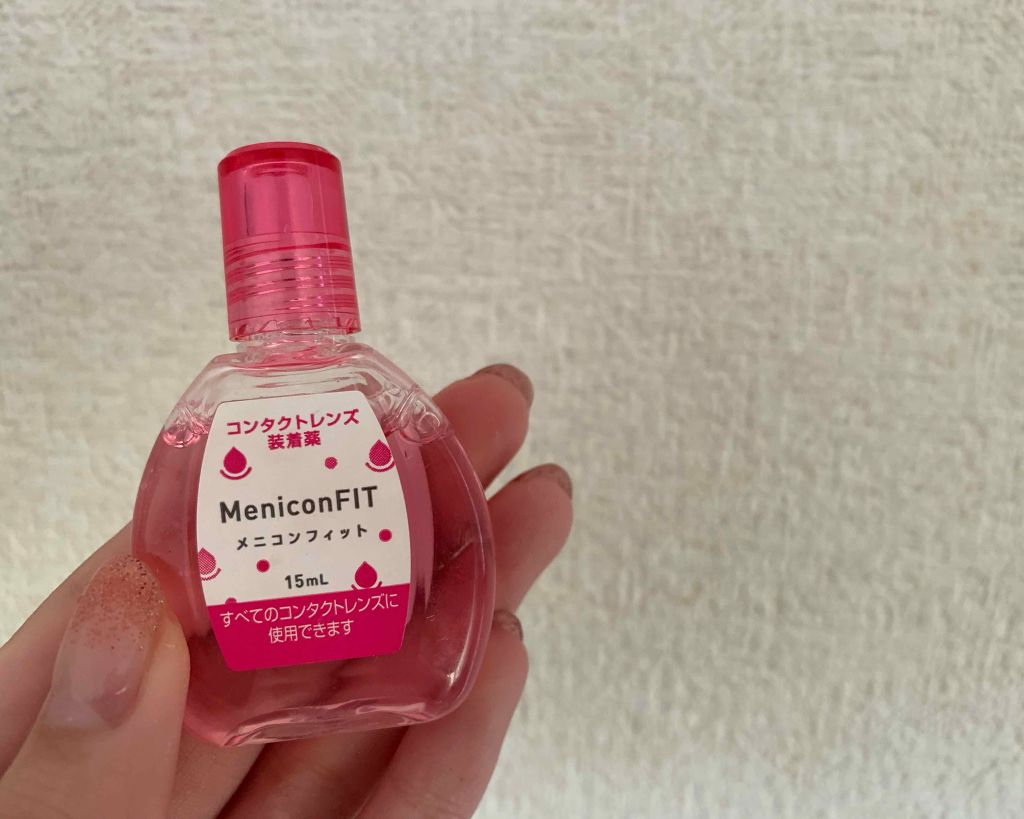 コンタクトレンズ
装着薬
MeniconFIT
メニコンフィット
15mL
すべてのコンタクトレンズに
使用できます